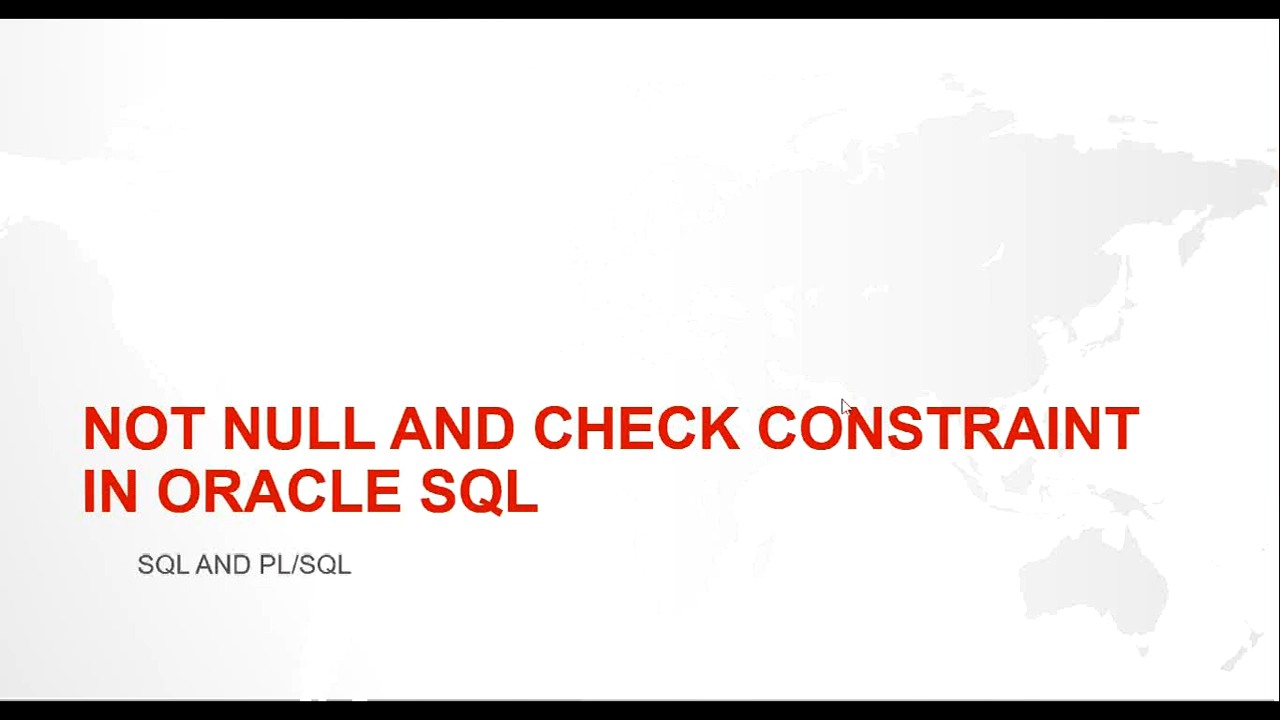 NOT NULL AND CHECK CONSTRAINT
IN ORACLE SQL
SQL AND PL/SQL